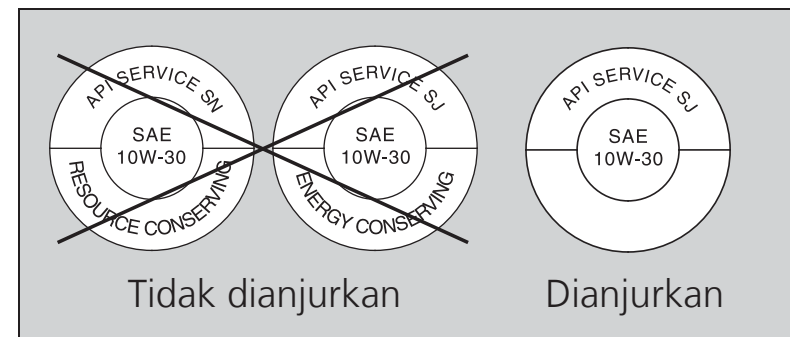 API SERVICE SN
SAE
10W-30
RESOURCE CONSERVING
API SERVICE SJ
SAE
10W-30
ENERGY CONSERVING
API SERVICE SJ
SAE
10W-30
Tidak dianjurkan
Dianjurkan